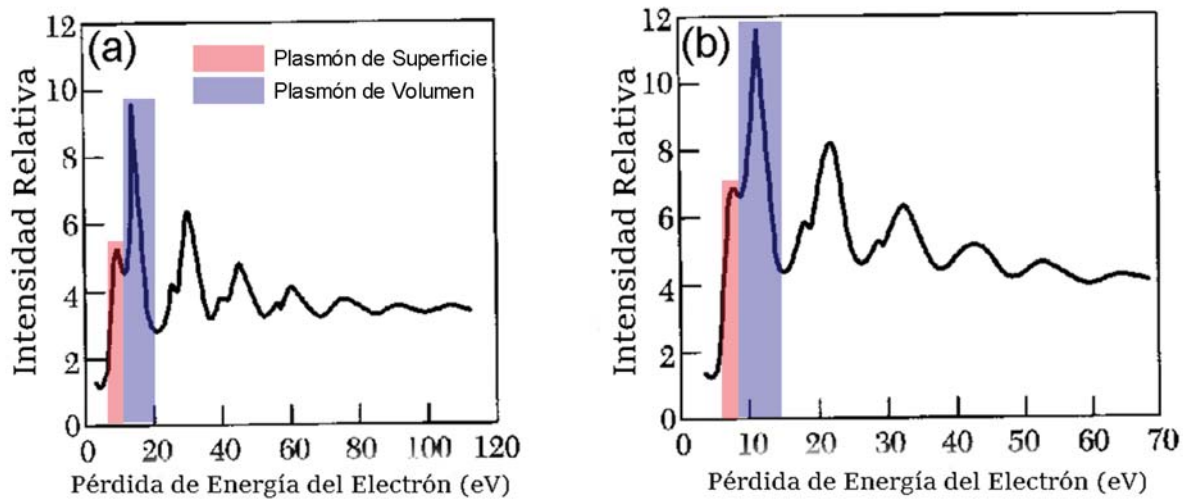 (a)
Plasmón de Superficie
Plasmón de Volumen
Intensidad Relativa
12
10
8
6
4
2
0
0 20 40 60 80 100 120
Pérdida de Energía del Electrón (eV)
(b)
Intensidad Relativa
12
10
8
6
4
2
0
0 10 20 30 40 50 60 70
Pérdida de Energía del Electrón (eV)